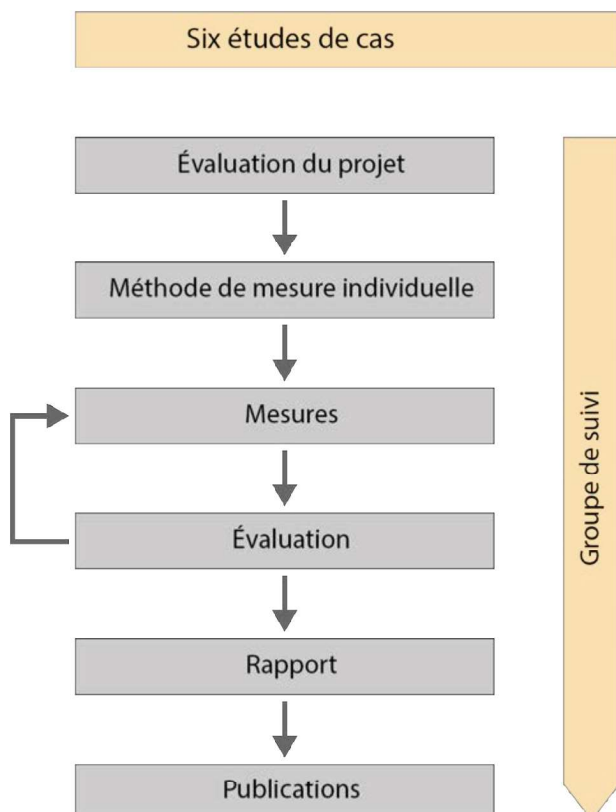 Six études de cas
Évaluation du projet
Méthode de mesure individuelle
Mesures
Évaluation
Rapport
Publications
Groupe de suivi